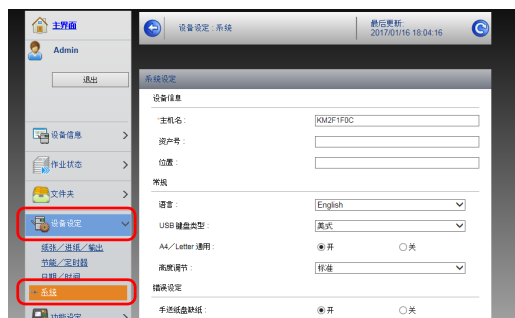 主界面
设备设定 : 系统
最后更新:
2017/01/16 18:04:16
Admin
退出
系统设定
设备信息
*主机名 :
KM2F1F0C
资产号 :
设备信息
位置 :
作业状态
常规
文件夹
语言 :
English
设备设定
USB 键盘类型 :
美式
纸张／进纸／输出
A4／Letter 通用 :
开
关
节能／定时器
高度调节 :
标准
日期／时间
错误设定
系统
手送纸盘缺纸 :
开
关
功能设定